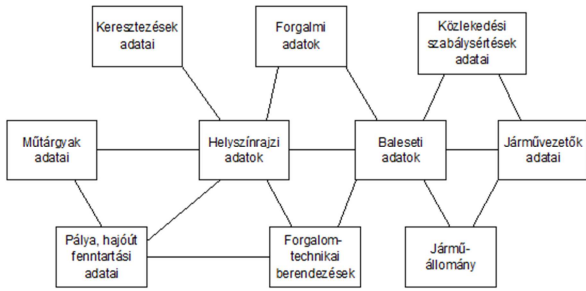 Keresztezések
adatai
Forgalmi
adatok
Közlekedési
szabálysértések
adatai
Műtárgyak
adatai
Helyszínrajzi
adatok
Baleseti
adatok
Járművezetők
adatai
Pálya, hajóút
fenntartási
adatai
Forgalom-
technikai
berendezések
Jármű-
állomány